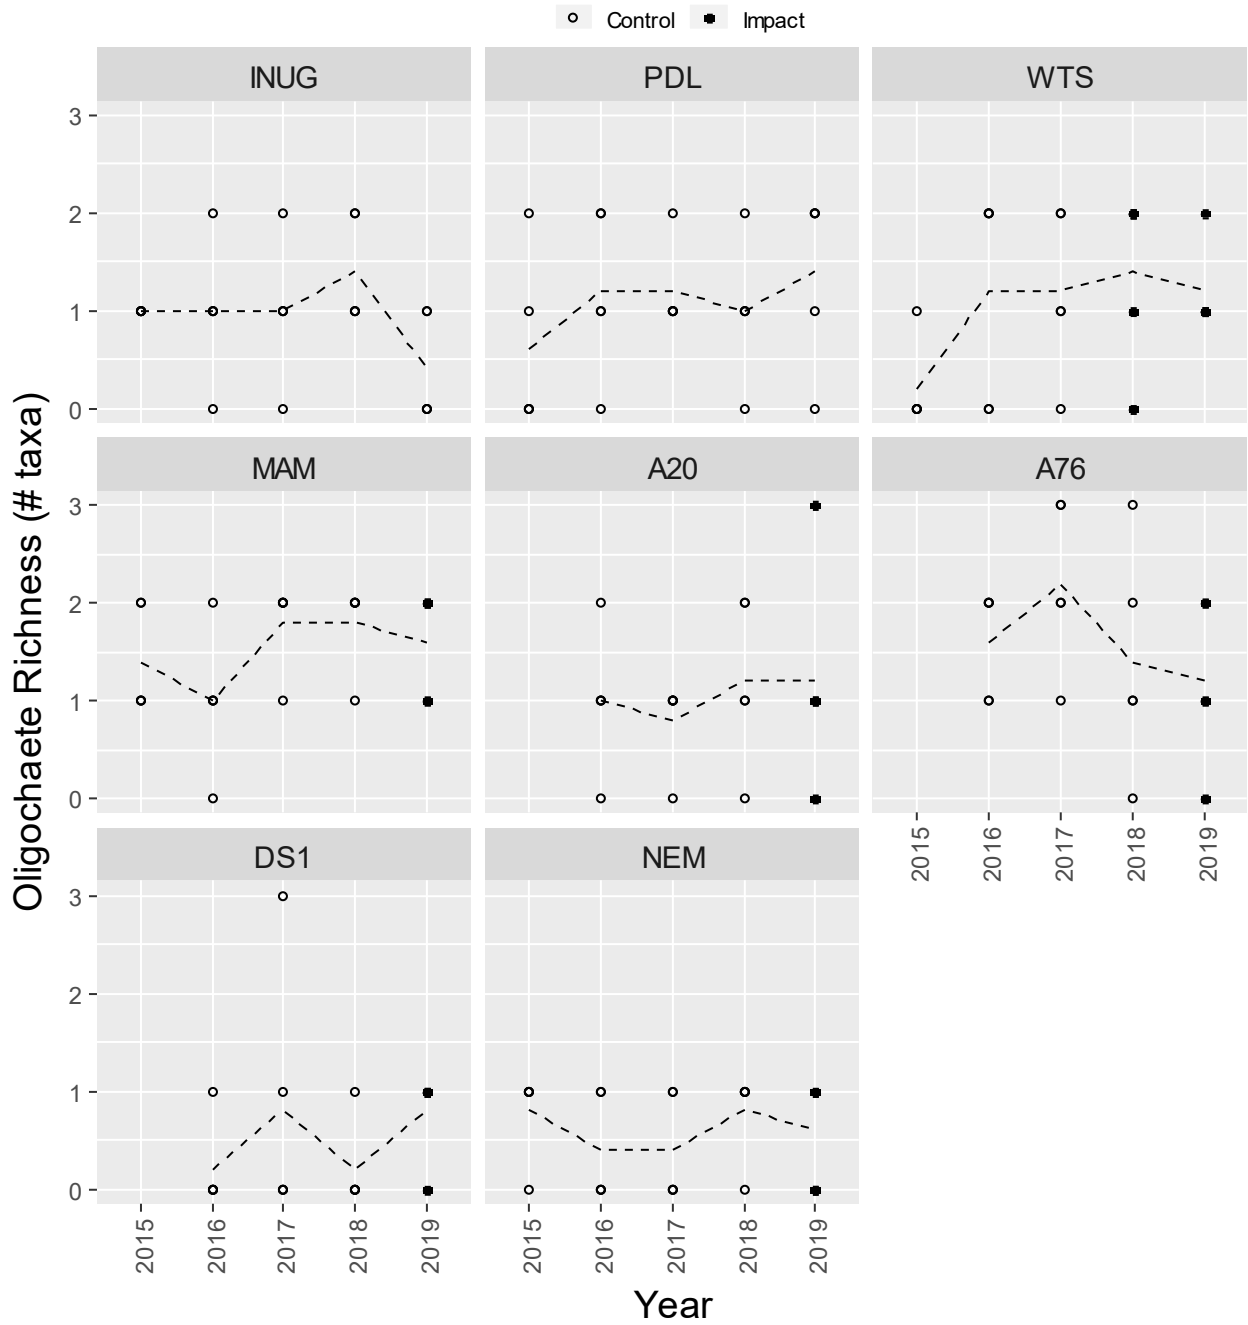 Control Impact
INUG PDL WTS
3
2
1
0
MAM A20 A76
3
2
1
0
2015 2016 2017 2018 2019
DS1 NEM
3
2
1
0
2015 2016 2017 2018 2019 2015 2016 2017 2018 2019
Oligochaete Richness (# taxa)
Year